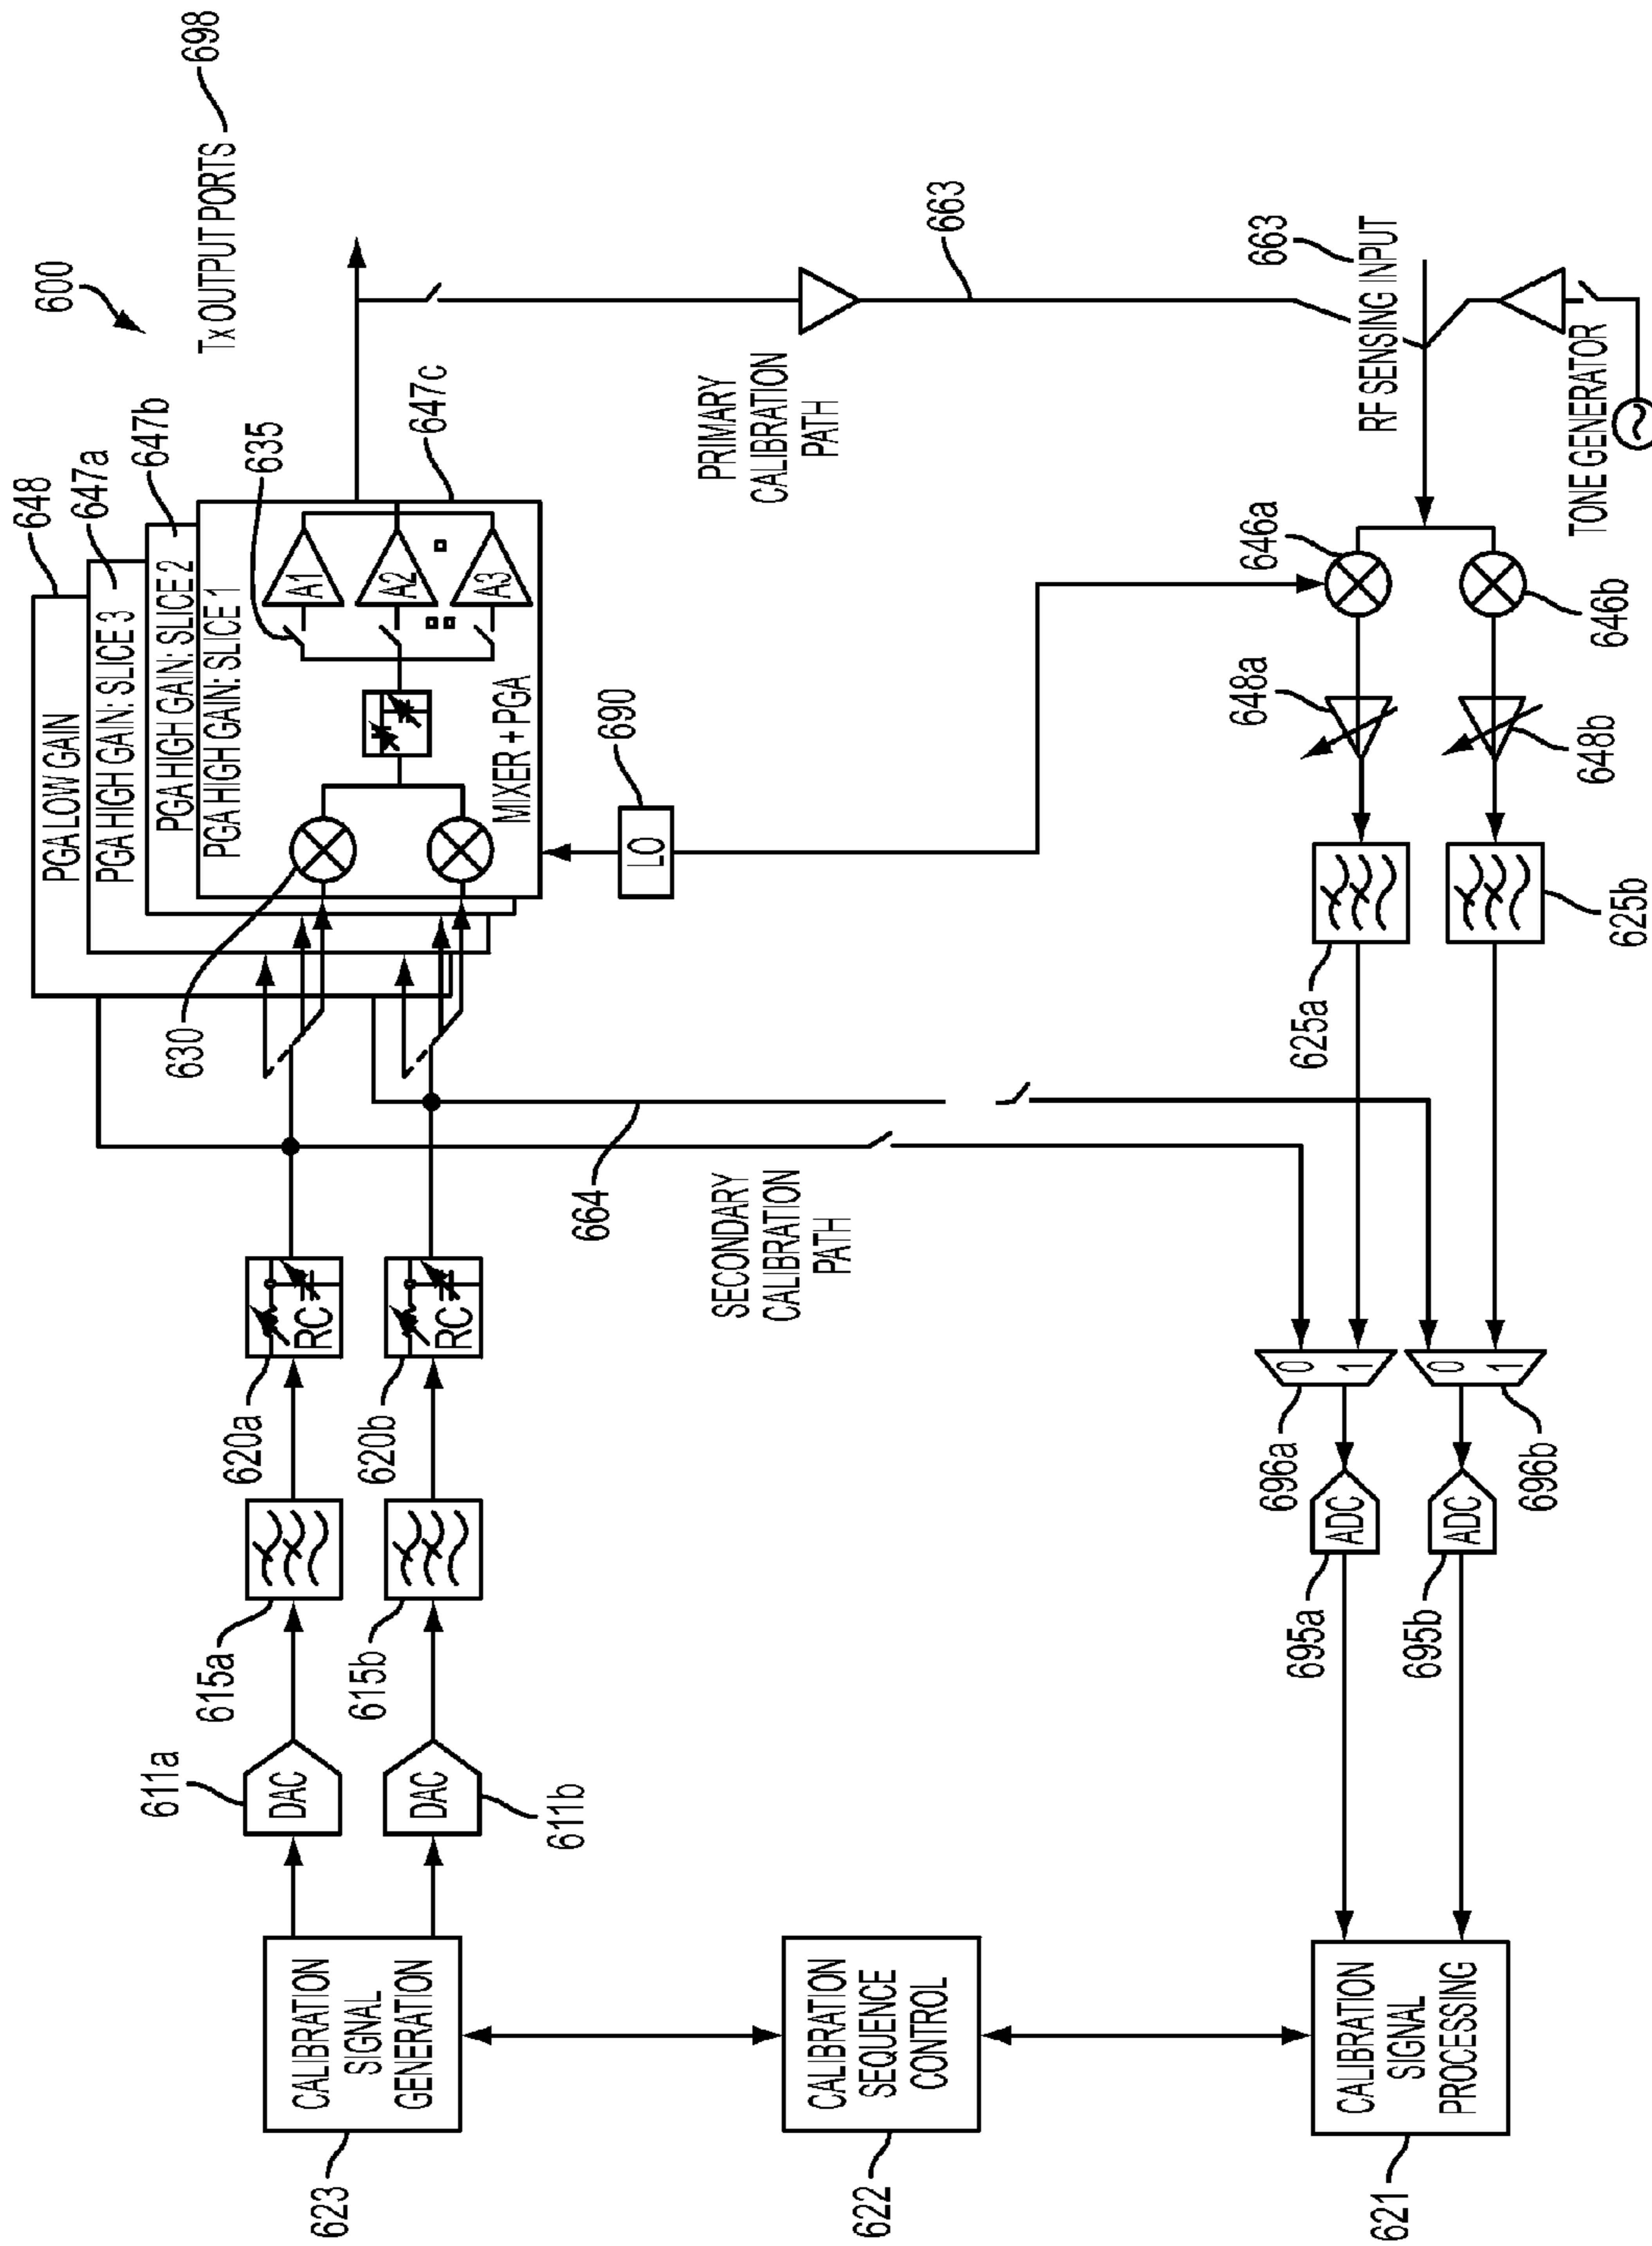 600
Tx OUTPUT PORTS
698
648
647a
647b
635
647c
PGA LOW GAIN
PGA HIGH GAIN: SLICE 3
PGA HIGH GAIN: SLICE 2
PGA HIGH GAIN: SLICE 1
A1
A2
A3
MIXER + PGA
630
LO
690
611a
DAC
611b
DAC
615a
615b
620a
RC
620b
RC
CALIBRATION
SIGNAL
GENERATION
623
CALIBRATION
SEQUENCE
CONTROL
622
CALIBRATION
SIGNAL
PROCESSING
621
SECONDARY
CALIBRATION
PATH
664
PRIMARY
CALIBRATION
PATH
663
RF SENSING INPUT
663
TONE GENERATOR
646a
646b
648a
648b
625a
625b
0
1
696a
0
1
696b
ADC
695a
ADC
695b